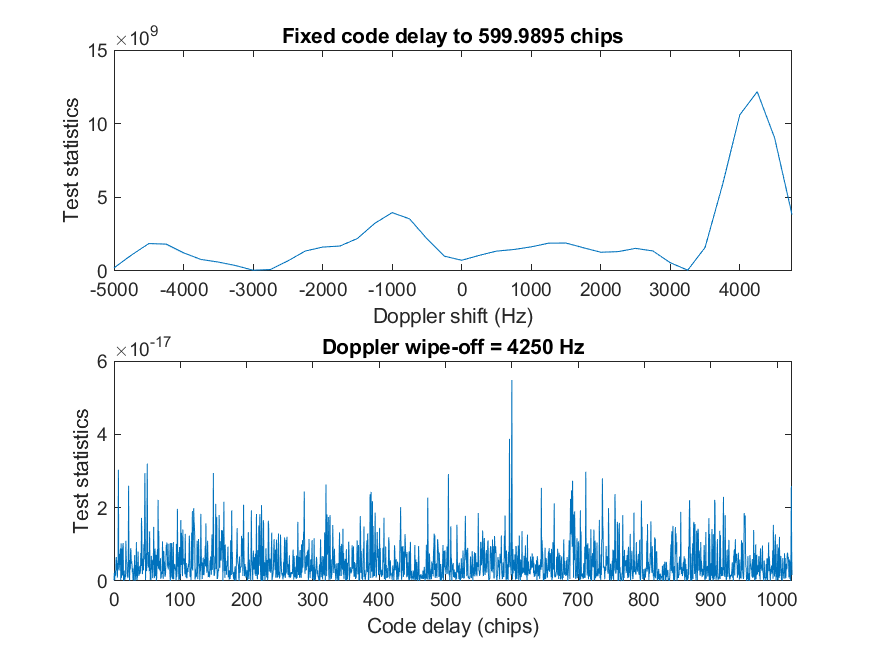 ×10^9
Fixed code delay to 599.9895 chips
15
10
5
0
Test statistics
-5000 -4000 -3000 -2000 -1000 0 1000 2000 3000 4000
Doppler shift (Hz)
×10^-17
Doppler wipe-off = 4250 Hz
6
4
2
0
Test statistics
0 100 200 300 400 500 600 700 800 900 1000
Code delay (chips)